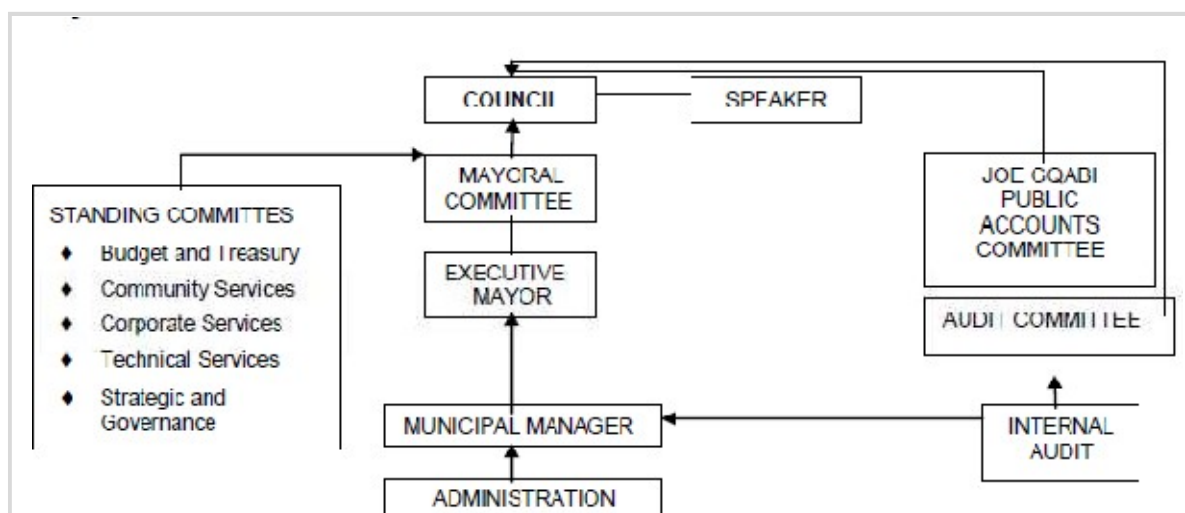 COUNCIL
SPEAKER
MAYORAL
COMMITTEE
JOE GQABI
PUBLIC
ACCOUNTS
COMMITTEE
STANDING COMMITTES
♦ Budget and Treasury
♦ Community Services
♦ Corporate Services
♦ Technical Services
♦ Strategic and
Governance
EXECUTIVE
MAYOR
AUDIT COMMITTEE
MUNICIPAL MANAGER
INTERNAL
AUDIT
ADMINISTRATION